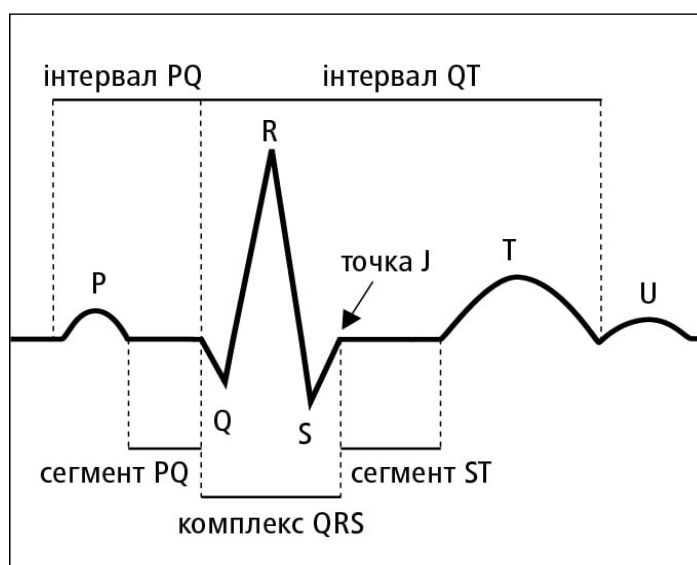 інтервал PQ інтервал QT
R
точка J
T
P
U
Q
S
сегмент PQ сегмент ST
комплекс QRS